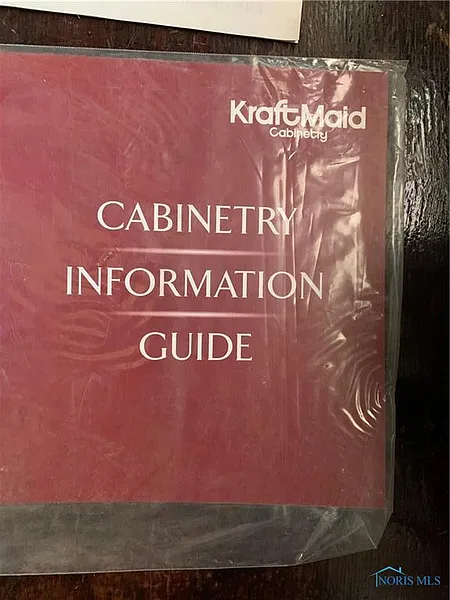 KraftMaid
Cabinetry
CABINETRY
INFORMATION
GUIDE
NORIS MLS